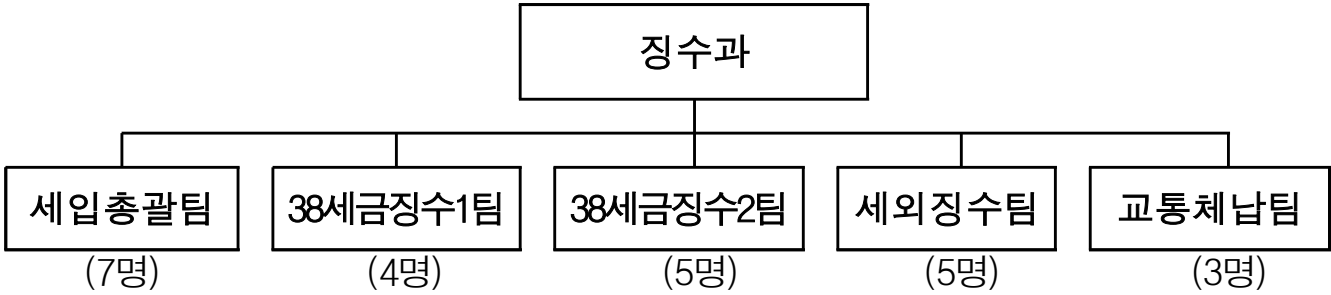 징수과
세입총괄팀 38세금징수1팀 38세금징수2팀 세외징수팀 교통체납팀
(7명) (4명) (5명) (5명) (3명)